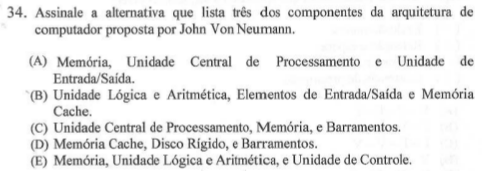 34. Assinale a alternativa que lista três dos componentes da arquitetura de
computador proposta por John Von Neumann.
(A) Memória, Unidade Central de Processamento e Unidade de
Entrada/Saída.
(B) Unidade Lógica e Aritmética, Elementos de Entrada/Saída e Memória
Cache.
(C) Unidade Central de Processamento, Memória, e Barramentos.
(D) Memória Cache, Disco Rígido, e Barramentos.
(E) Memória, Unidade Lógica e Aritmética, e Unidade de Controle.